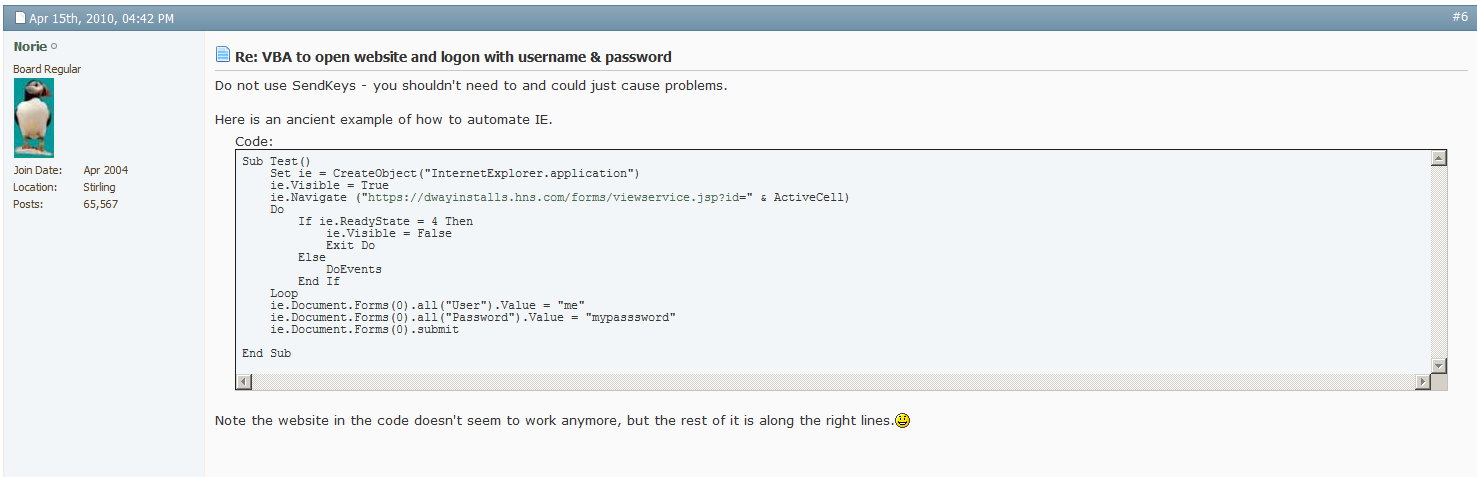 Apr 15th, 2010, 04:42 PM #6
Norie
Board Regular
Join Date: Apr 2004
Location: Stirling
Posts: 65,567
Re: VBA to open website and logon with username & password
Do not use SendKeys - you shouldn't need to and could just cause problems.
Here is an ancient example of how to automate IE.
Code:
Sub Test()
    Set ie = CreateObject("InternetExplorer.application")
    ie.Visible = True
    ie.Navigate ("https://dwayinstalls.hns.com/forms/viewservice.jsp?id=" & ActiveCell)
    Do
        If ie.ReadyState = 4 Then
            ie.Visible = False
            Exit Do
        Else
            DoEvents
        End If
    Loop
    ie.Document.Forms(0).all("User").Value = "me"
    ie.Document.Forms(0).all("Password").Value = "mypasssword"
    ie.Document.Forms(0).submit
End Sub
Note the website in the code doesn't seem to work anymore, but the rest of it is along the right lines.